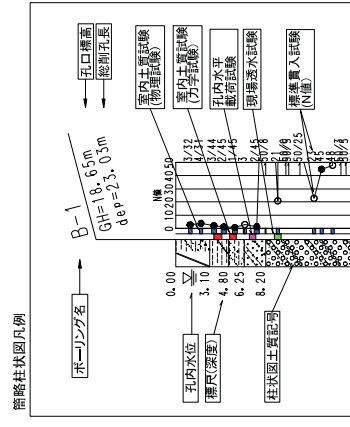 簡略柱状図凡例
ボーリング名
B-1
GH=18.65m
dep=23.03m
孔口標高
総削孔長
孔内水位
標尺(深度)
柱状図土質記号
室内土質試験
(物理試験)
室内土質試験
(力学試験)
孔内水平
載荷試験
現場透水試験
標準貫入試験
(N値)
N値
0 10 20 30 40 50
0.00
3.10
4.80
6.25
8.20
3/32
4/31
3/44
2/45
1/45
3
2/45
50/8
21
50/9
50/25
25
45
48